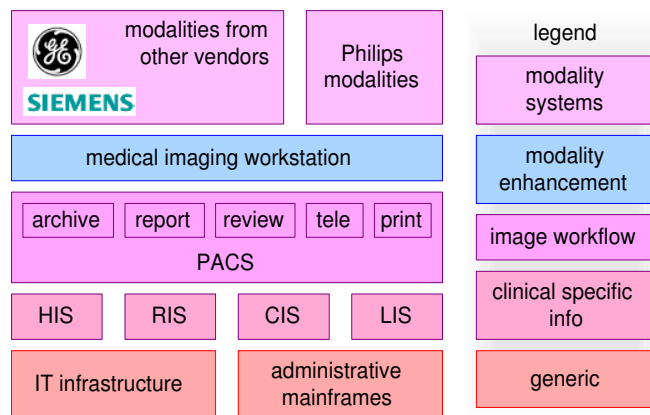 modalities from
other vendors
GE
SIEMENS
Philips
modalities
medical imaging workstation
archive
report
review
tele
print
PACS
HIS
RIS
CIS
LIS
IT infrastructure
administrative
mainframes
legend
modality
systems
modality
enhancement
image workflow
clinical specific
info
generic